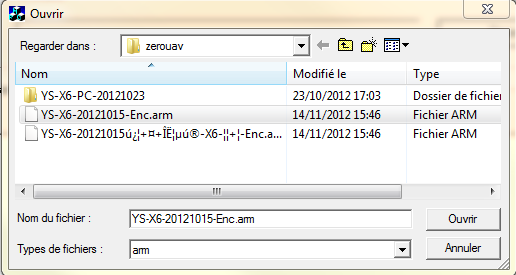 Ouvrir
Regarder dans : zerouav
Nom Modifié le Type
YS-X6-PC-20121023 23/10/2012 17:03 Dossier de fichier
YS-X6-20121015-Enc.arm 14/11/2012 15:46 Fichier ARM
YS-X6-20121015ú¿¦+¤+ÎË¦µú®-X6-¦¦+¦-Enc.a... 14/11/2012 15:46 Fichier ARM
Nom du fichier : YS-X6-20121015-Enc.arm Ouvrir
Types de fichiers : arm Annuler